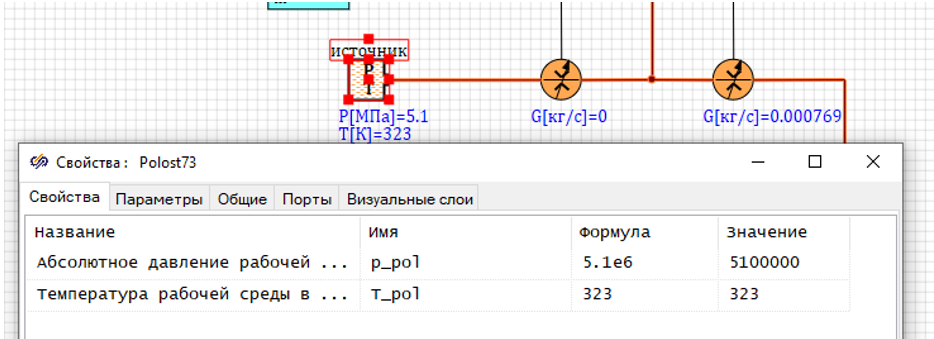 источник
P
T
P[МПа]=5.1
T[К]=323
G[кг/с]=0
G[кг/с]=0.000769
Свойства: Polost73
Свойства Параметры Общие Порты Визуальные слои
Название Имя Формула Значение
Абсолютное давление рабочей ... p_pol 5.1e6 5100000
Температура рабочей среды в ... T_pol 323 323